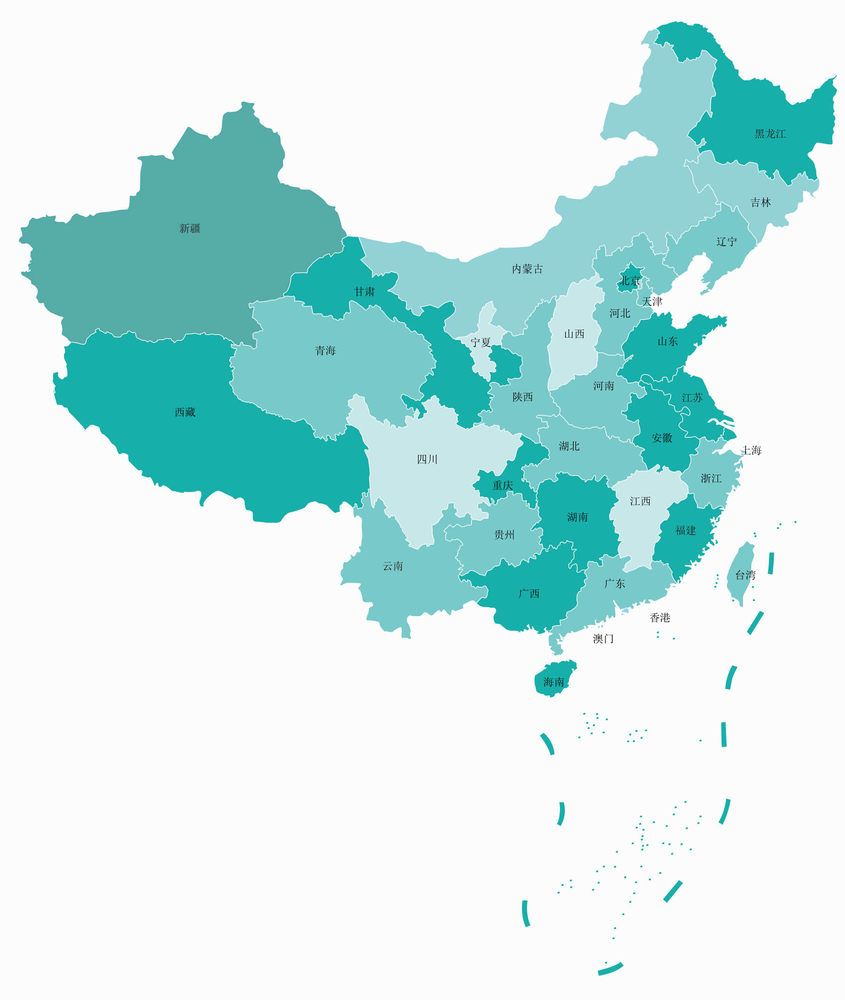 黑龙江
吉林
新疆
辽宁
内蒙古
北京
甘肃
天津
河北
山西
山东
宁夏
青海
河南
陕西
江苏
西藏
安徽
湖北
上海
四川
浙江
重庆
江西
湖南
福建
贵州
云南
台湾
广东
广西
香港
澳门
海南